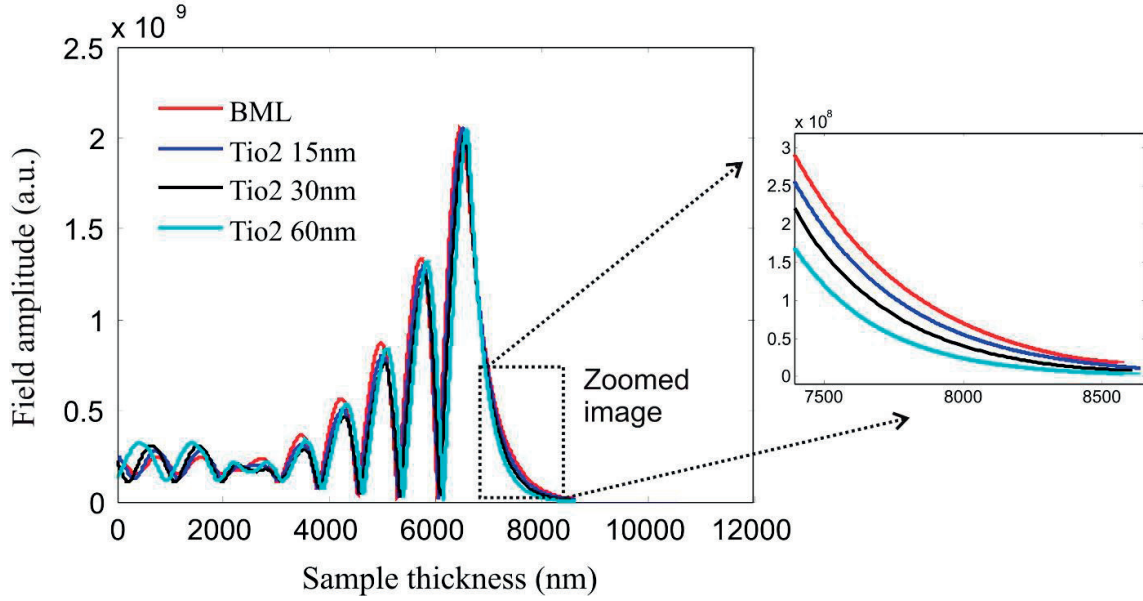 x 10 9
2.5
2
1.5
1
0.5
0
Field amplitude (a.u.)
BML
Tio2 15nm
Tio2 30nm
Tio2 60nm
Zoomed
image
0 2000 4000 6000 8000 10000 12000
Sample thickness (nm)
x 10 8
3
2.5
2
1.5
1
0.5
0
7500 8000 8500